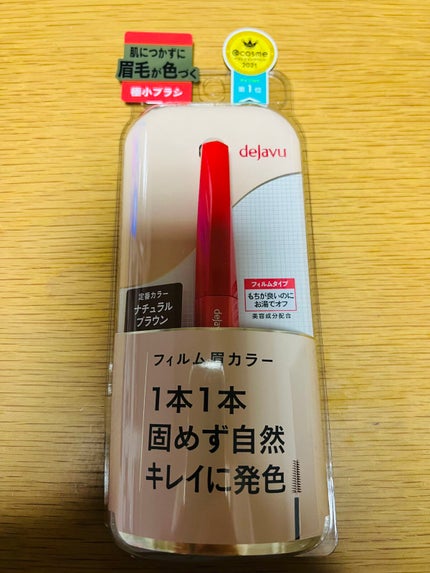 肌につかずに
眉毛が色づく
極小ブラシ
@cosme
2021
第1位
dejavu
フィルムタイプ
もちが良いのに
お湯でオフ
美容成分配合
定番カラー
ナチュラル
ブラウン
deja
フィルム眉カラー
1本1本
固めず自然
キレイに発色